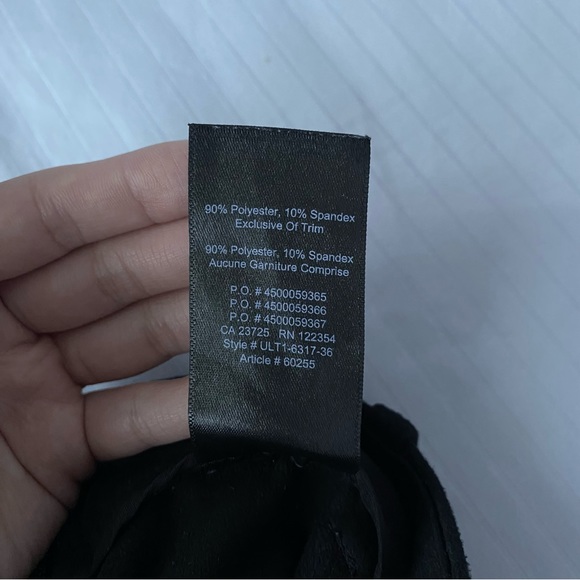 90% Polyester, 10% Spandex
Exclusive Of Trim
90% Polyester, 10% Spandex
Aucune Garniture Comprise
P.O. # 4500059365
P.O. # 4500059366
P.O. # 4500059367
CA 23725 RN 122354
Style # ULT1-6317-36
Article # 60255